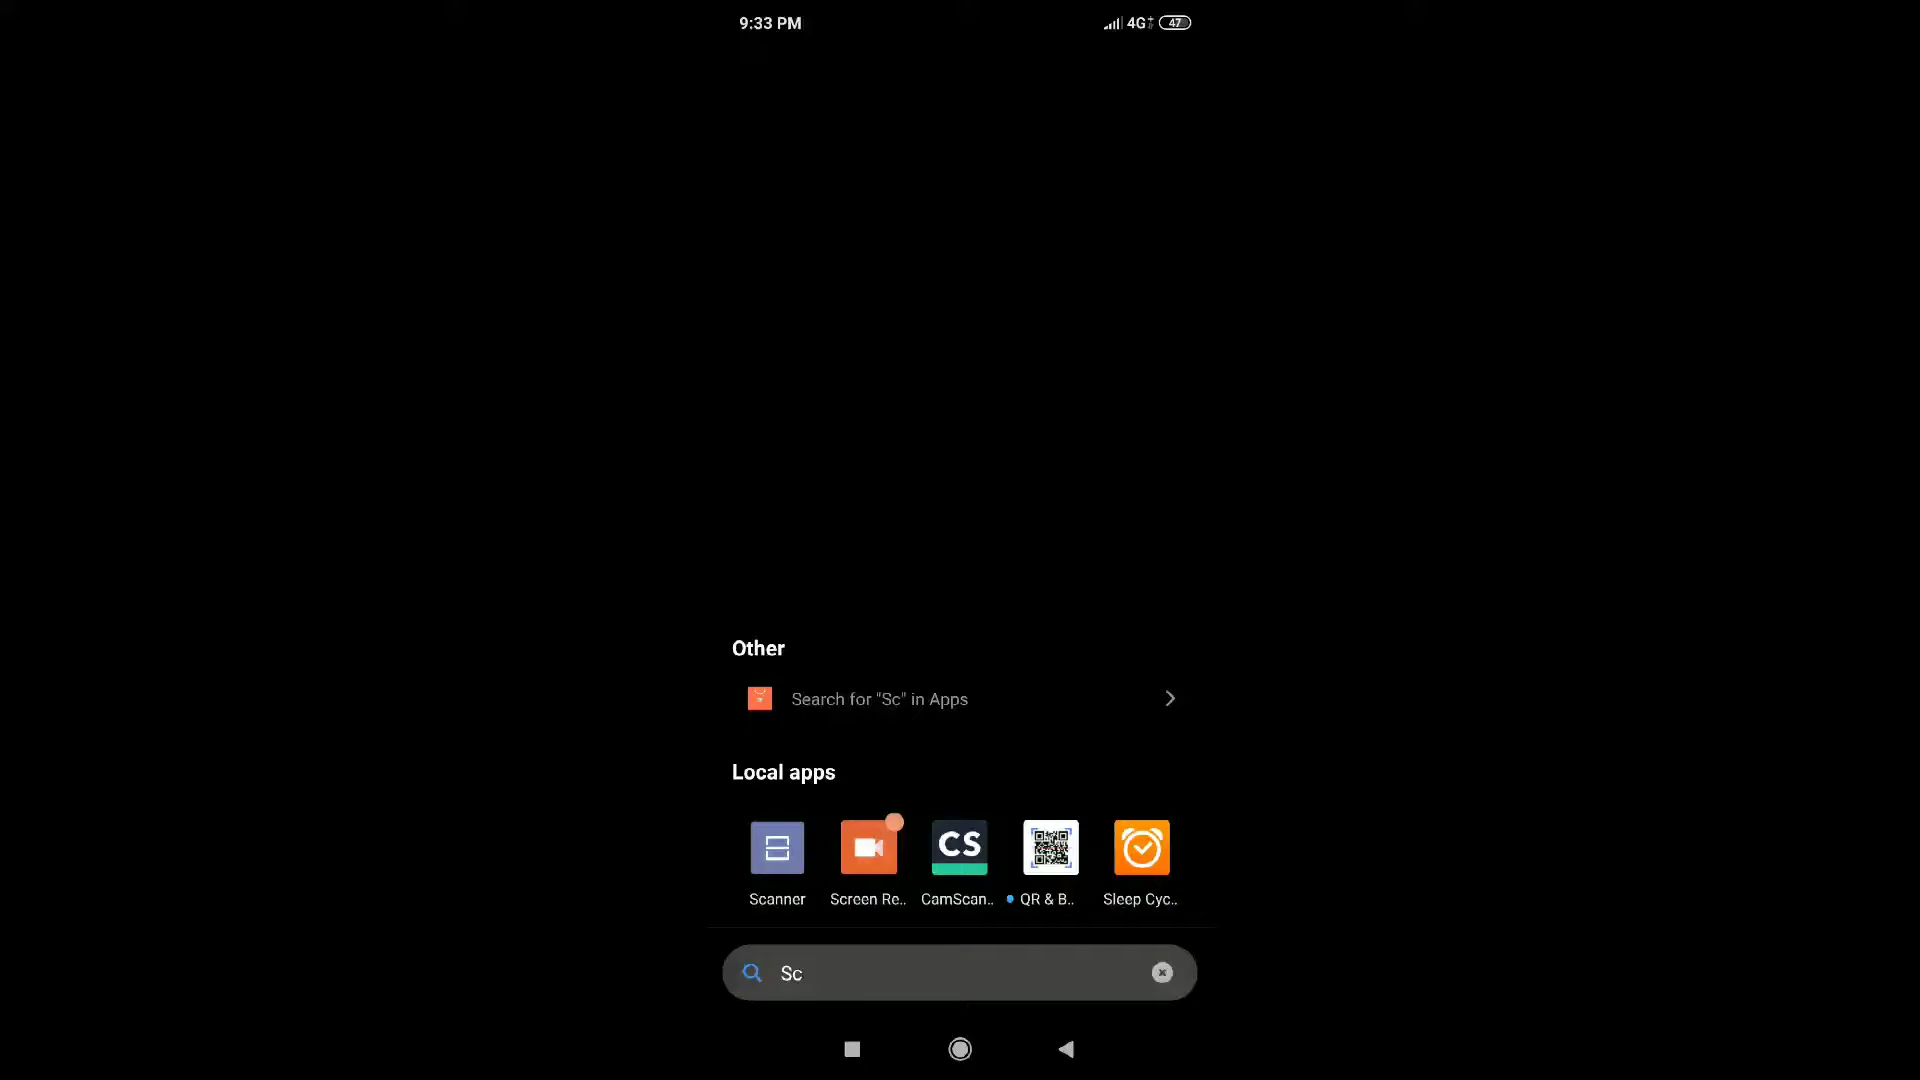 9:33 PM
4G+ 47
Other
Search for "Sc" in Apps
Local apps
CS
Scanner
Screen Re..
CamScan..
QR & B..
Sleep Cyc..
Sc